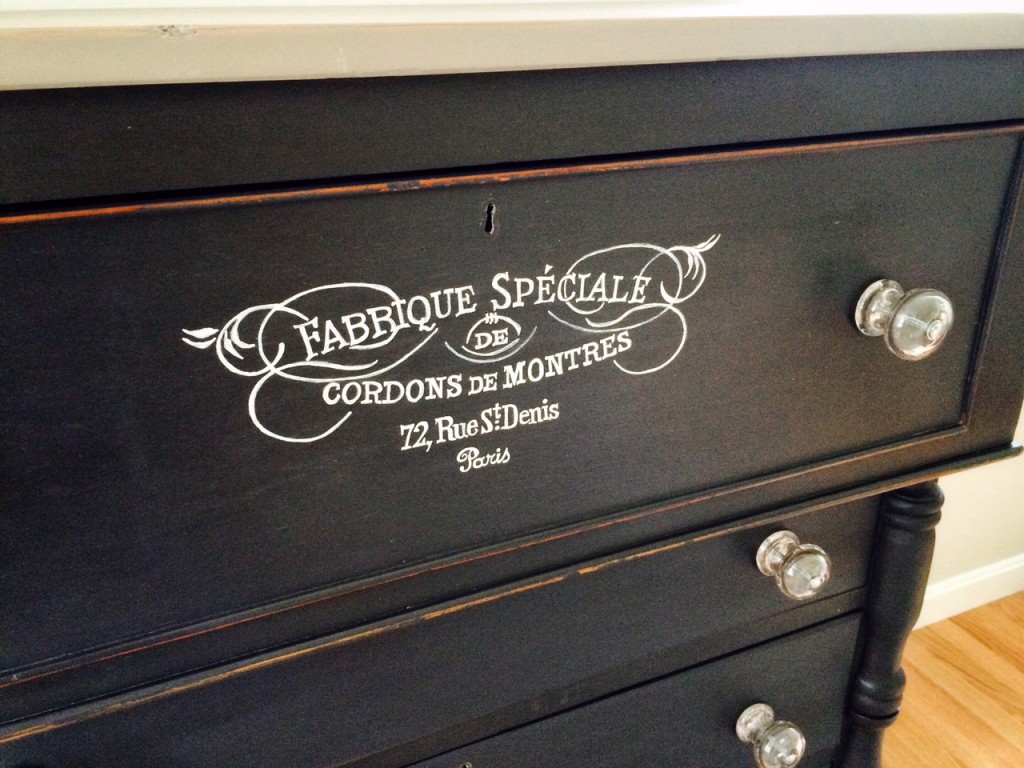 FABRIQUE SPÉCIALE
DE
CORDONS DE MONTRES
72, Rue St. Denis
Paris